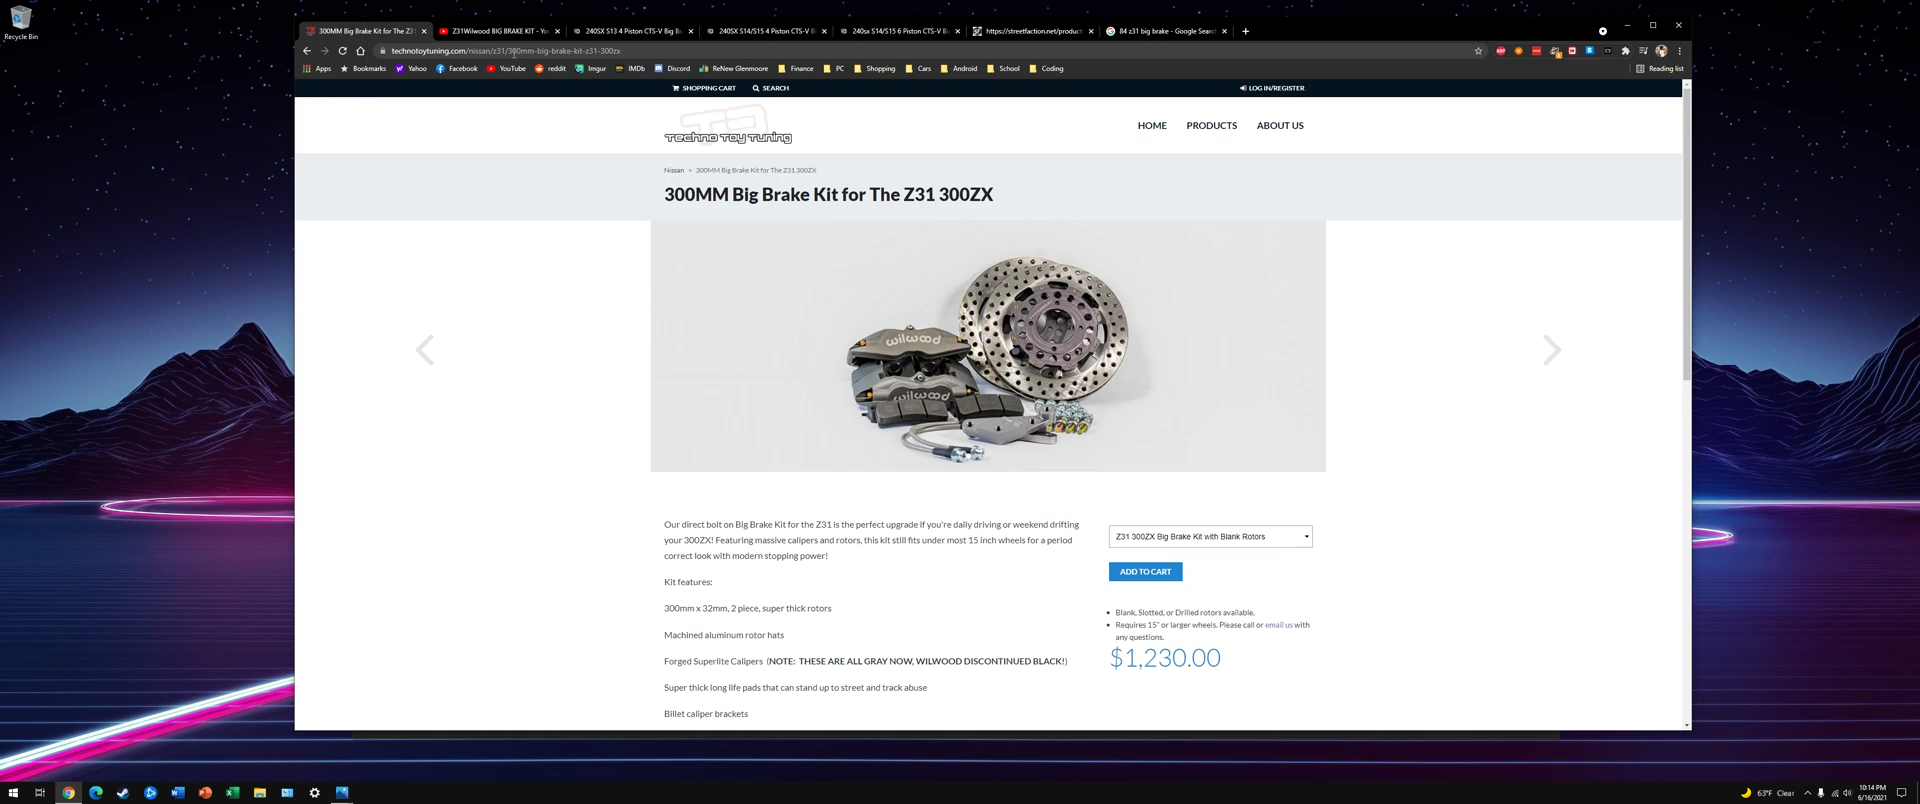 Recycle Bin
300MM Big Brake Kit for The Z31
Z31Wilwood BIG BRAKE KIT - Yo
240SX S13 4 Piston CTS-V Big B
240SX S14/S15 4 Piston CTS-V B
240sx S14/S15 6 Piston CTS-V Bi
https://streetfaction.net/product
84 z31 big brake - Google Search
technotoytuning.com/nissan/z31/300mm-big-brake-kit-z31-300zx
Apps
Bookmarks
Yahoo
Facebook
YouTube
reddit
Imgur
IMDb
Discord
ReNew Glenmoore
Finance
PC
Shopping
Cars
Android
School
Coding
Reading list
SHOPPING CART
SEARCH
LOG IN/REGISTER
Techno Toy Tuning
HOME
PRODUCTS
ABOUT US
Nissan > 300MM Big Brake Kit for The Z31 300ZX
300MM Big Brake Kit for The Z31 300ZX
wilwood
wilwood
Our direct bolt on Big Brake Kit for the Z31 is the perfect upgrade if you're daily driving or weekend drifting
your 300ZX! Featuring massive calipers and rotors, this kit still fits under most 15 inch wheels for a period
correct look with modern stopping power!
Kit features:
300mm x 32mm, 2 piece, super thick rotors
Machined aluminum rotor hats
Forged Superlite Calipers (NOTE: THESE ARE ALL GRAY NOW, WILWOOD DISCONTINUED BLACK!)
Super thick long life pads that can stand up to street and track abuse
Billet caliper brackets
Z31 300ZX Big Brake Kit with Blank Rotors
ADD TO CART
Blank, Slotted, or Drilled rotors available.
Requires 15" or larger wheels. Please call or email us with
any questions.
$1,230.00
63°F Clear
10:14 PM
6/16/2021